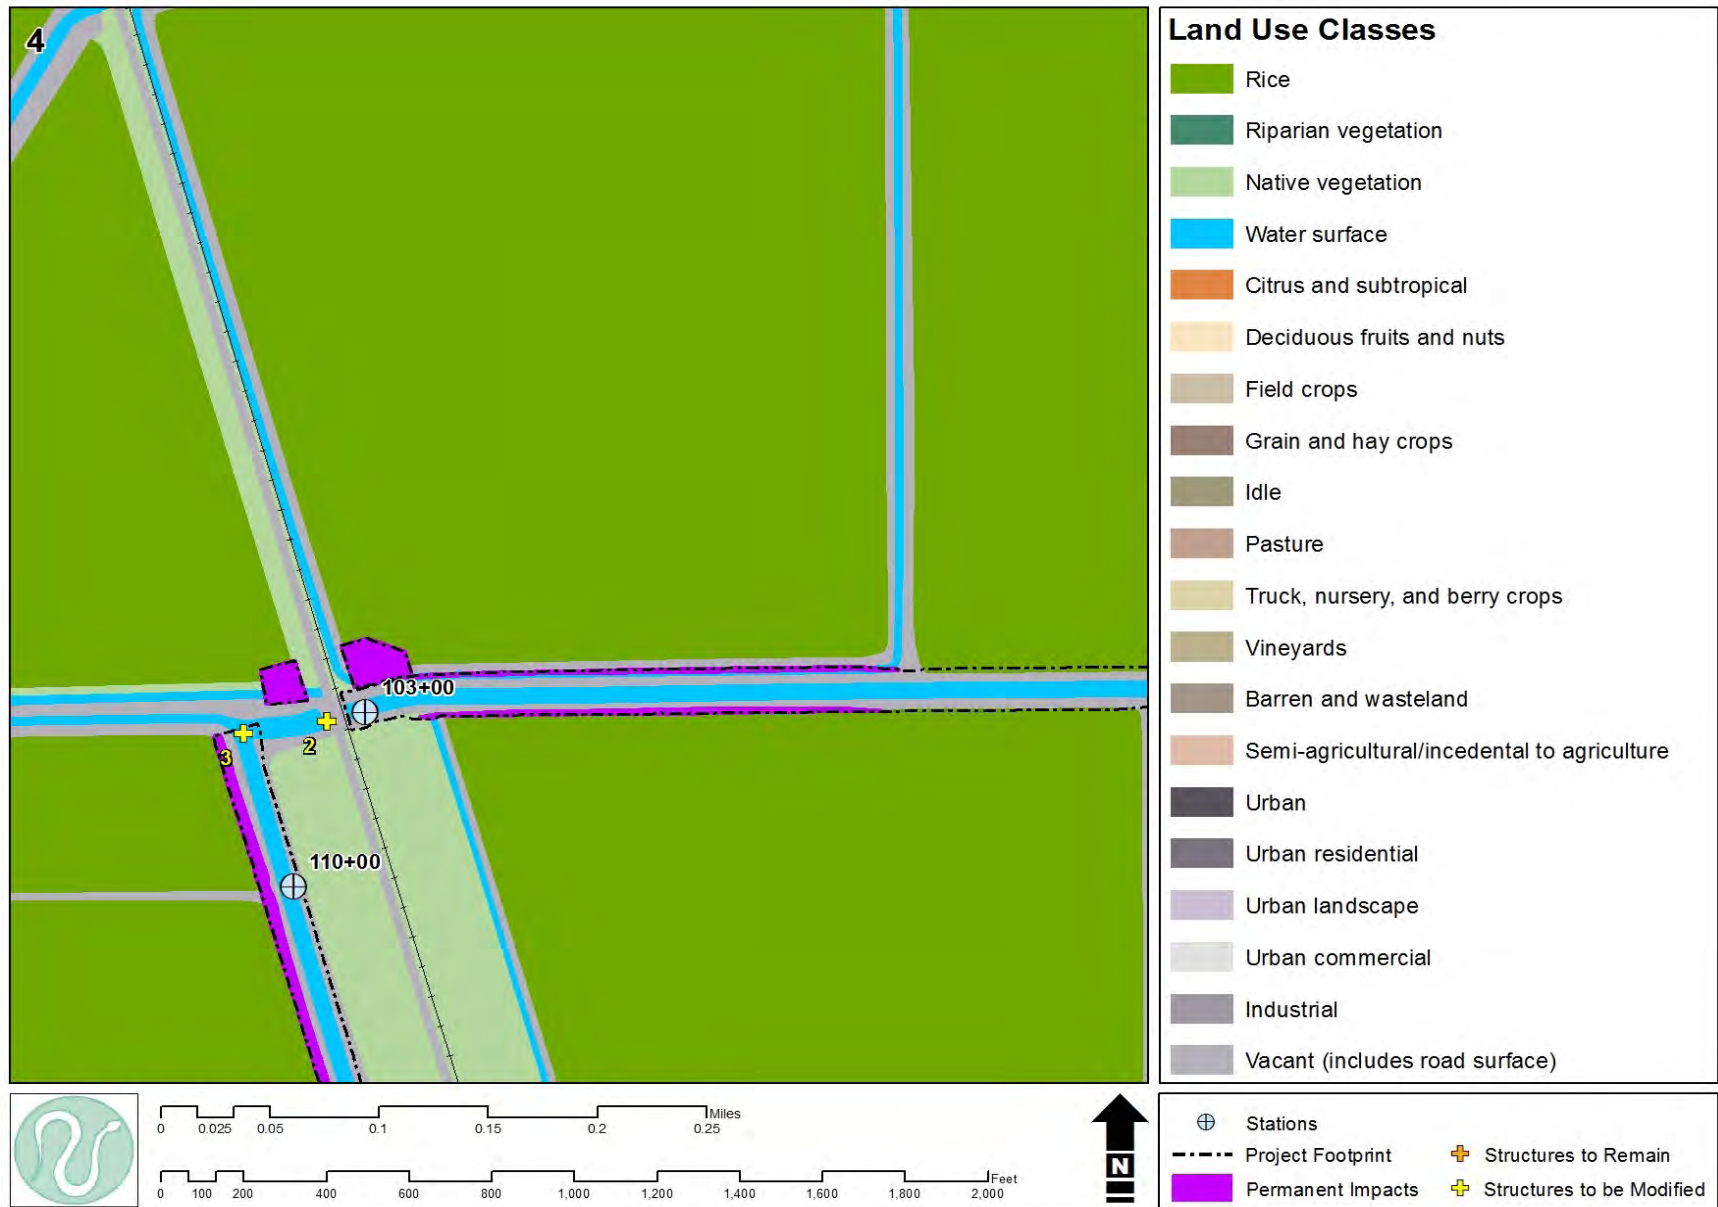 4
103+00
2
3
110+00
Land Use Classes
Rice
Riparian vegetation
Native vegetation
Water surface
Citrus and subtropical
Deciduous fruits and nuts
Field crops
Grain and hay crops
Idle
Pasture
Truck, nursery, and berry crops
Vineyards
Barren and wasteland
Semi-agricultural/incedental to agriculture
Urban
Urban residential
Urban landscape
Urban commercial
Industrial
Vacant (includes road surface)
Miles
0 0.025 0.05 0.1 0.15 0.2 0.25
Feet
0 100 200 400 600 800 1,000 1,200 1,400 1,600 1,800 2,000
N
Stations
Project Footprint
Permanent Impacts
Structures to Remain
Structures to be Modified